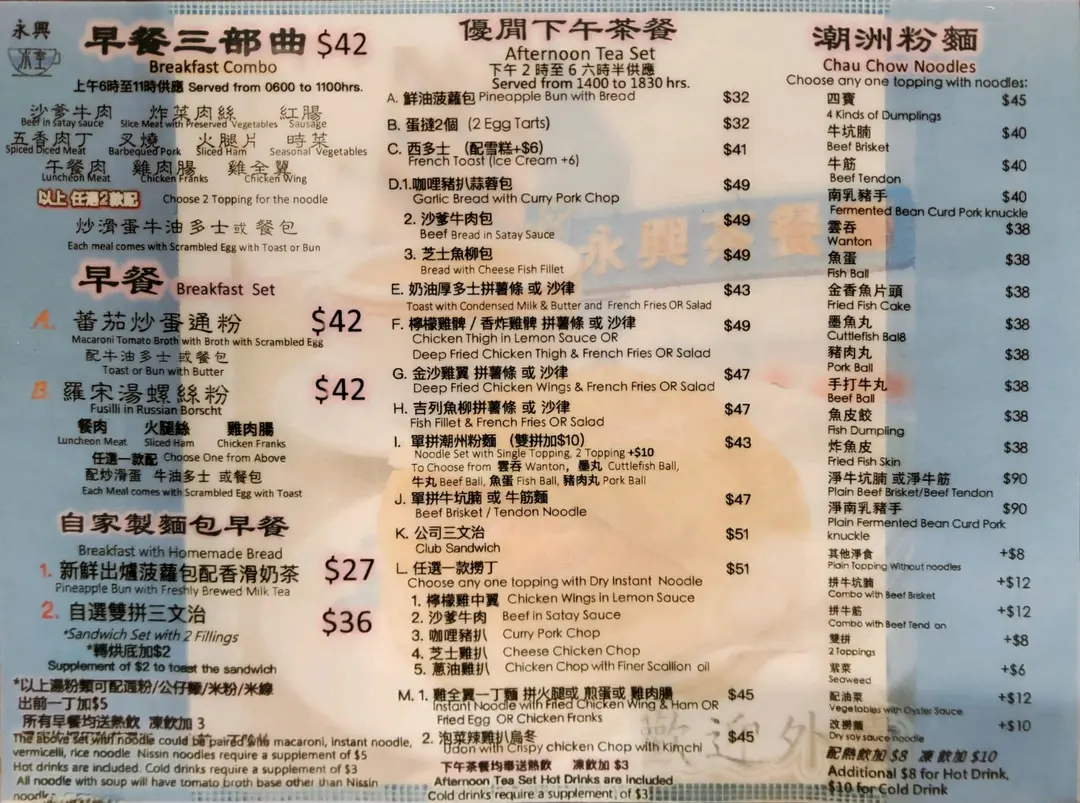 永興
冰室
早餐三部曲 $42
Breakfast Combo
上午6時至11時供應 Served from 0600 to 1100hrs.
沙爹牛肉 炸菜肉絲 紅腸
Beef in satay sauce Slice Meat with Preserved Vegetables Sausage
五香肉丁 叉燒 火腿片 時菜
Spiced Diced Meat Barbequed Pork Sliced Ham Seasonal Vegetables
午餐肉 雞肉腸 雞全翼
Luncheon Meat Chicken Franks Chicken Wing
以上 任選2款配 Choose 2 Topping for the noodle
炒滑蛋牛油多士或 餐包
Each meal comes with Scrambled Egg with Toast or Bun
早餐 Breakfast Set
A. 蕃茄炒蛋通粉 $42
Macaroni Tomato Broth with Broth with Scrambled Egg
配牛油多士 或餐包
Toast or Bun with Butter
B 羅宋湯螺絲粉 $42
Fusilli in Russian Borscht
餐肉 火腿絲 雞肉腸
Luncheon Meat Sliced Ham Chicken Franks
任選一款配 Choose One from Above
配炒滑蛋 牛油多士 或餐包
Each Meal comes with Scrambled Egg with Toast
自家製麵包早餐
Breakfast with Homemade Bread
1. 新鮮出爐菠蘿包配香滑奶茶 $27
Pineapple Bun with Freshly Brewed Milk Tea
2. 自選雙拼三文治 $36
*Sandwich Set with 2 Fillings
*轉烘底加$2
Supplement of $2 to toast the sandwich
*以上湯粉類可配通粉/公仔麵/米粉/米線
出前一丁加$5
所有早餐均送熱飲 凍飲加 3
The above set with noodle could be paired with macaroni, instant noodle,
vermicelli, rice noodle. Nissin noodles require a supplement of $5
Hot drinks are included. Cold drinks require a supplement of $3
All noodle with soup will have tomato broth base other than Nissin
noodle
優閒下午茶餐
Afternoon Tea Set
下午 2 時至 6 六時半供應
Served from 1400 to 1830 hrs.
A. 鮮油菠蘿包 Pineapple Bun with Bread $32
B. 蛋撻2個 (2 Egg Tarts) $32
C. 西多士 (配雪糕+$6) $41
French Toast (Ice Cream +6)
D.1.咖哩豬扒蒜蓉包 $49
Garlic Bread with Curry Pork Chop
2. 沙爹牛肉包 $49
Beef Bread in Satay Sauce
3. 芝士魚柳包 $49
Bread with Cheese Fish Fillet
E. 奶油厚多士拼薯條 或 沙律 $43
Toast with Condensed Milk & Butter and French Fries OR Salad
F. 檸檬雞髀 / 香炸雞髀 拼薯條 或 沙律 $49
Chicken Thigh in Lemon Sauce OR
Deep Fried Chicken Thigh & French Fries OR Salad
G. 金沙雞翼 拼薯條 或 沙律 $47
Deep Fried Chicken Wings & French Fries OR Salad
H. 吉列魚柳拼薯條 或 沙律 $47
Fish Fillet & French Fries OR Salad
I. 單拼潮州粉麵 (雙拼加$10) $43
Noodle Set with Single Topping, 2 Topping +$10
To Choose from 雲吞 Wanton, 墨丸 Cuttlefish Ball,
牛丸 Beef Ball, 魚蛋 Fish Ball, 豬肉丸 Pork Ball
J. 單拼牛坑腩 或 牛筋麵 $47
Beef Brisket / Tendon Noodle
K. 公司三文治 $51
Club Sandwich
L. 任選一款撈丁 $51
Choose any one topping with Dry Instant Noodle
1. 檸檬雞中翼 Chicken Wings in Lemon Sauce
2. 沙爹牛肉 Beef in Satay Sauce
3. 咖哩豬扒 Curry Pork Chop
4. 芝士雞扒 Cheese Chicken Chop
5. 蔥油雞扒 Chicken Chop with Finer Scallion oil
M. 1. 雞全翼一丁麵 拼火腿或 煎蛋或 雞肉腸 $45
Instant Noodle with Fried Chicken Wing & Ham OR
Fried Egg OR Chicken Franks
2. 泡菜辣雞扒烏冬 $45
Udon with Crispy chicken Chop with Kimchi
下午茶餐均奉送熱飲 凍飲加 $3
Afternoon Tea Set Hot Drinks are included
Cold drinks require a supplement, of $3
潮洲粉麵
Chau Chow Noodles
Choose any one topping with noodles:
四寶 $45
4 Kinds of Dumplings
牛坑腩 $40
Beef Brisket
牛筋 $40
Beef Tendon
南乳豬手 $40
Fermented Bean Curd Pork knuckle
雲吞 $38
Wanton
魚蛋 $38
Fish Ball
金香魚片頭 $38
Fried Fish Cake
墨魚丸 $38
Cuttlefish Bal8
豬肉丸 $38
Pork Ball
手打牛丸 $38
Beef Ball
魚皮餃 $38
Fish Dumpling
炸魚皮 $38
Fried Fish Skin
淨牛坑腩 或淨牛筋 $90
Plain Beef Brisket/Beef Tendon
淨南乳豬手 $90
Plain Fermented Bean Curd Pork
knuckle
其他淨食 +$8
Plain Topping Without noodles
拼牛坑腩 +$12
Combo with Beef Brisket
拼牛筋 +$12
Combo with Beef Tend on
雙拼 +$8
2 Toppings
紫菜 +$6
Seaweed
配油菜 +$12
Vegetables with Oyster Sauce
改撈麵 +$10
Dry soy sauce noodle
配熱飲加 $8 凍 飲加 $10
Additional $8 for Hot Drink,
$10 for Cold Drink
永興茶餐
歡迎外